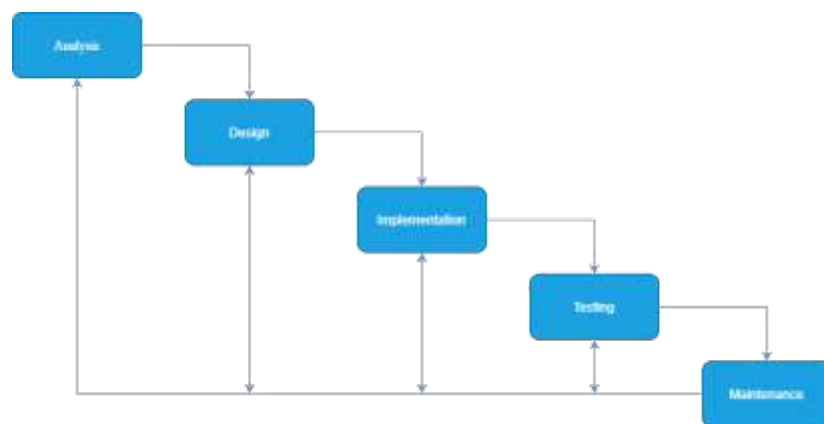 Analysis
Design
Implementation
Testing
Maintenance